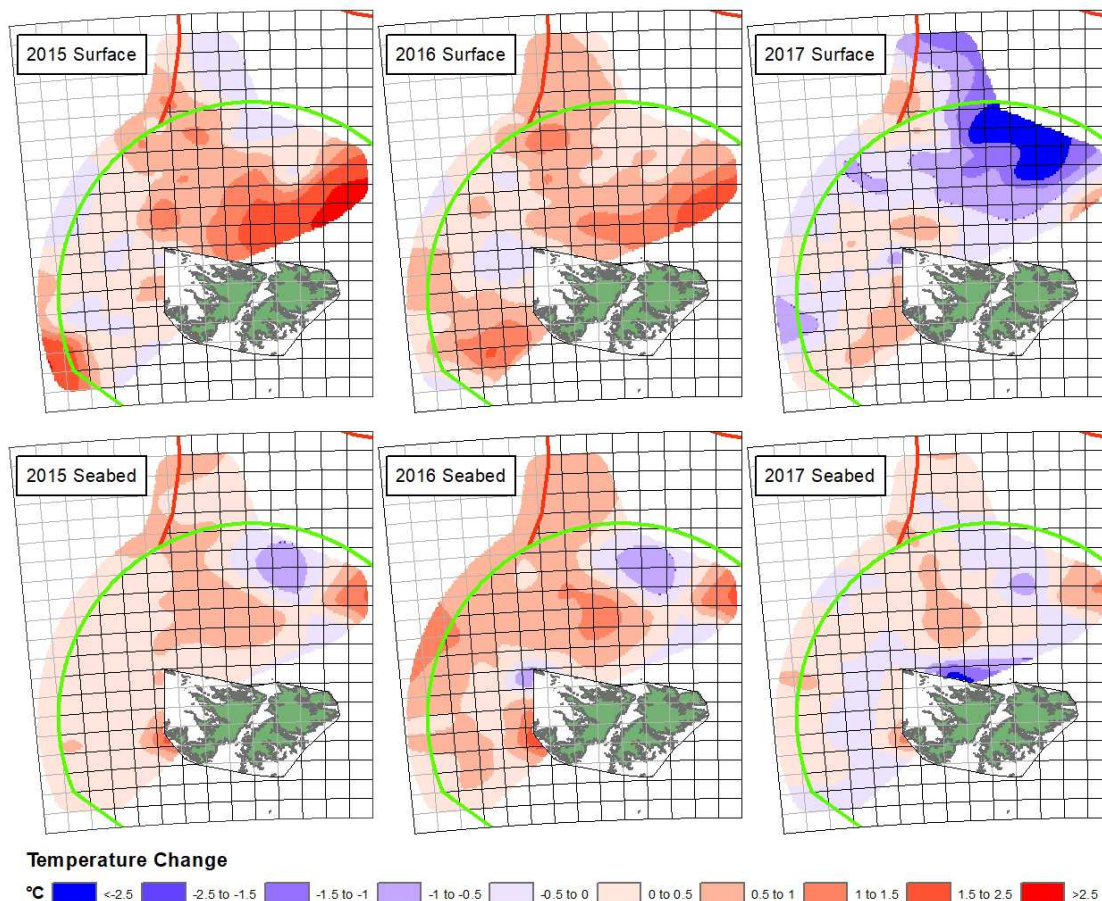 2015 Surface
2016 Surface
2017 Surface
2015 Seabed
2016 Seabed
2017 Seabed
Temperature Change
°C <-2.5 -2.5 to -1.5 -1.5 to -1 -1 to -0.5 -0.5 to 0 0 to 0.5 0.5 to 1 1 to 1.5 1.5 to 2.5 >2.5